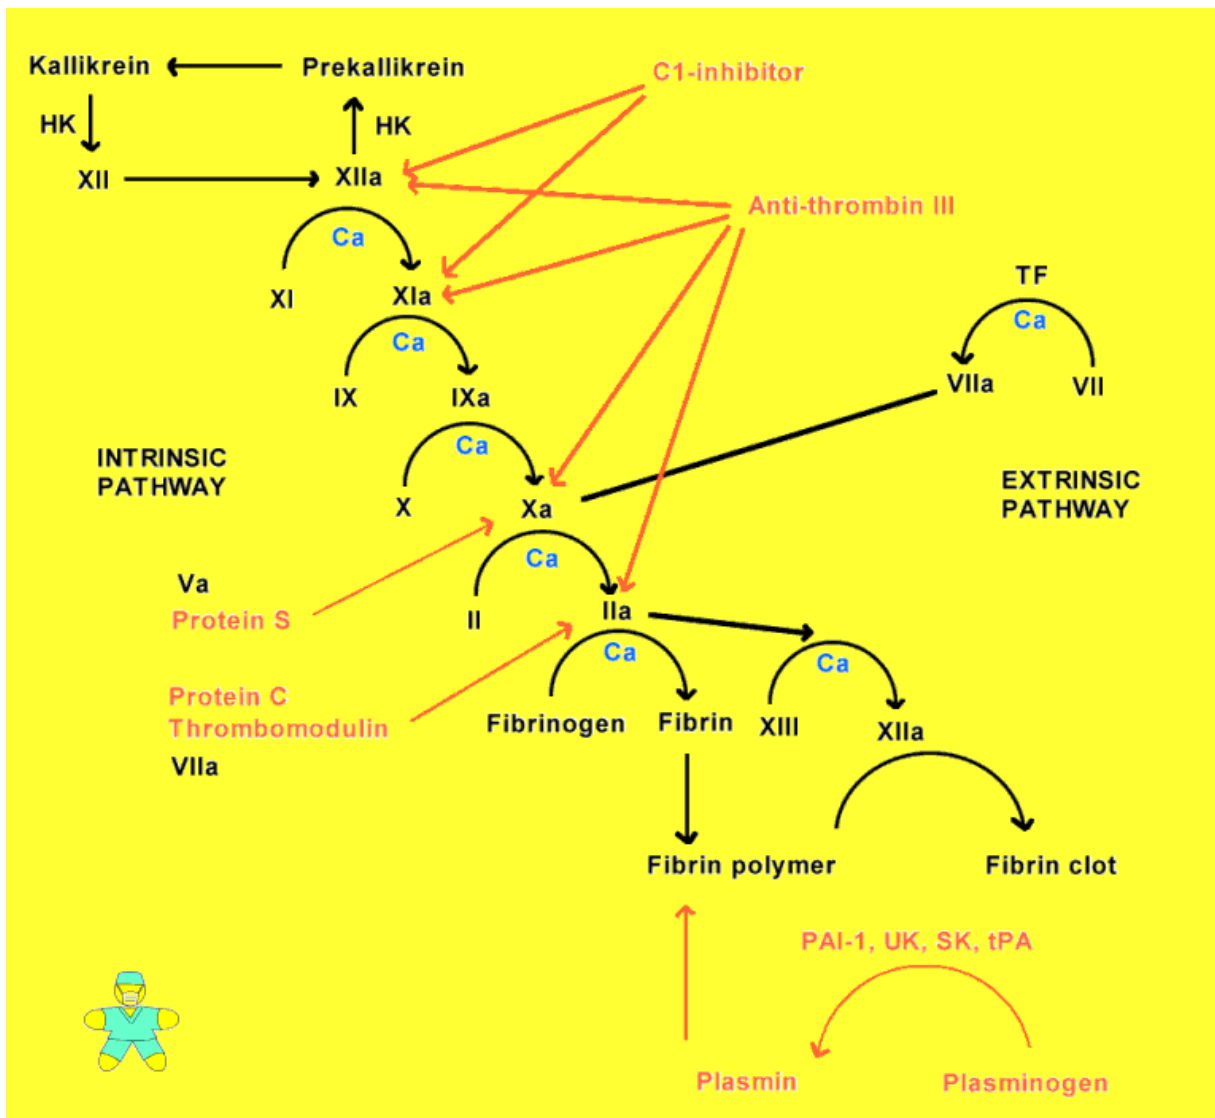 Kallikrein
Prekallikrein
C1-inhibitor
HK
HK
XII
XIIa
Anti-thrombin III
Ca
XI
XIa
TF
Ca
Ca
IX
IXa
VIIa
VII
Ca
INTRINSIC
PATHWAY
EXTRINSIC
PATHWAY
X
Xa
Ca
Va
Protein S
II
IIa
Ca
Ca
Protein C
Thrombomodulin
VIIa
Fibrinogen
Fibrin
XIII
XIIa
Fibrin polymer
Fibrin clot
PAI-1, UK, SK, tPA
Plasmin
Plasminogen